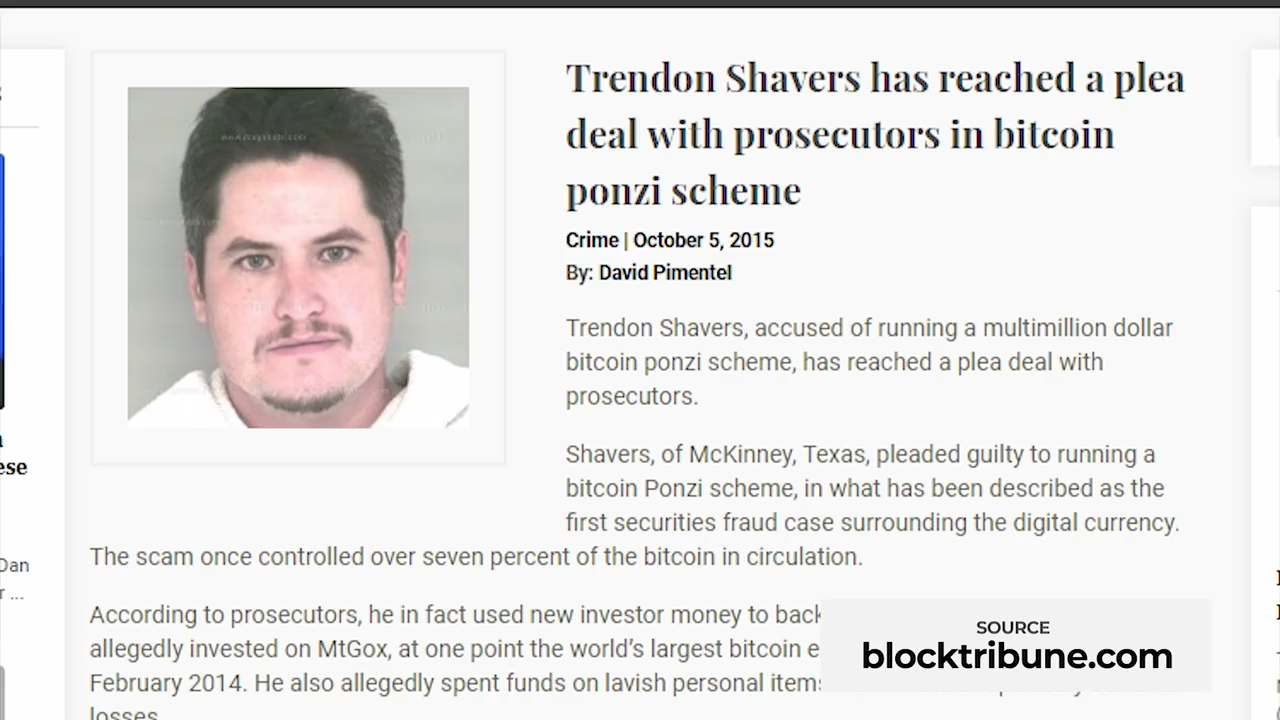 Trendon Shavers has reached a plea
deal with prosecutors in bitcoin
ponzi scheme
Crime | October 5, 2015
By: David Pimentel
Trendon Shavers, accused of running a multimillion dollar
bitcoin ponzi scheme, has reached a plea deal with
prosecutors.
Shavers, of McKinney, Texas, pleaded guilty to running a
bitcoin Ponzi scheme, in what has been described as the
first securities fraud case surrounding the digital currency.
The scam once controlled over seven percent of the bitcoin in circulation.
According to prosecutors, he in fact used new investor money to back
allegedly invested on MtGox, at one point the world's largest bitcoin e
February 2014. He also allegedly spent funds on lavish personal items
losses.
ese
Dan
r ...
SOURCE
blocktribune.com